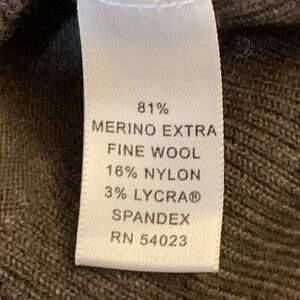 81%
MERINO EXTRA
FINE WOOL
16% NYLON
3% LYCRA®
SPANDEX
RN 54023